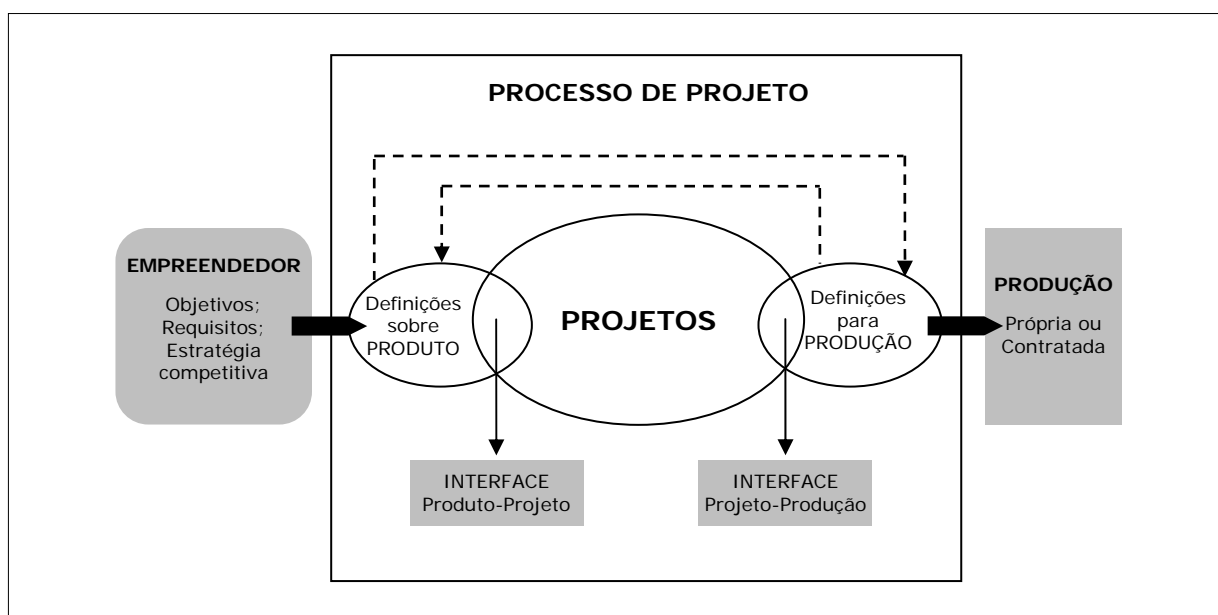 PROCESSO DE PROJETO
EMPREENDEDOR
Objetivos;
Requisitos;
Estratégia
competitiva
Definições
sobre
PRODUTO
PROJETOS
Definições
para
PRODUÇÃO
PRODUÇÃO
Própria ou
Contratada
INTERFACE
Produto-Projeto
INTERFACE
Projeto-Produção